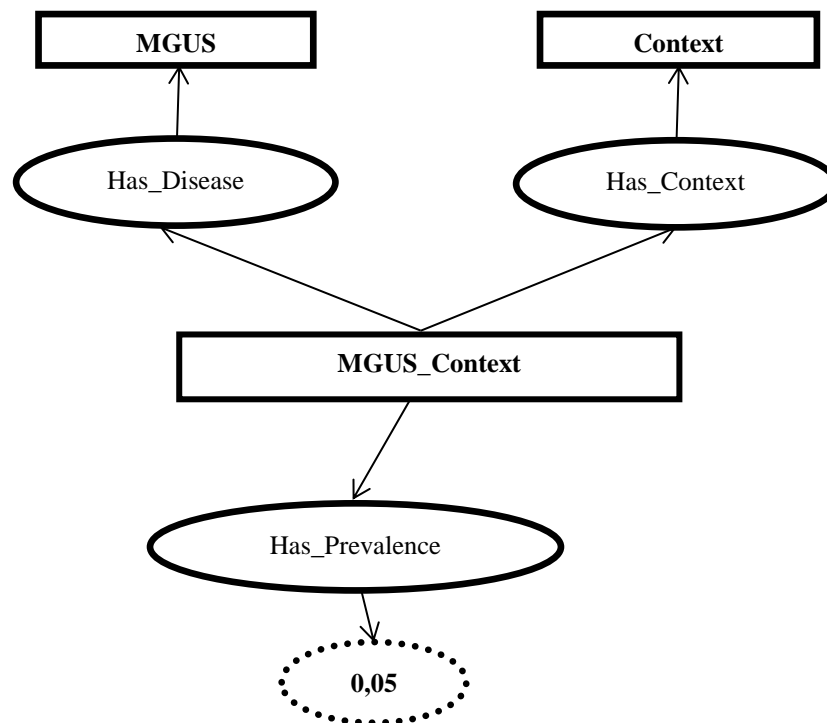 MGUS
Context
Has_Disease
Has_Context
MGUS_Context
Has_Prevalence
0,05